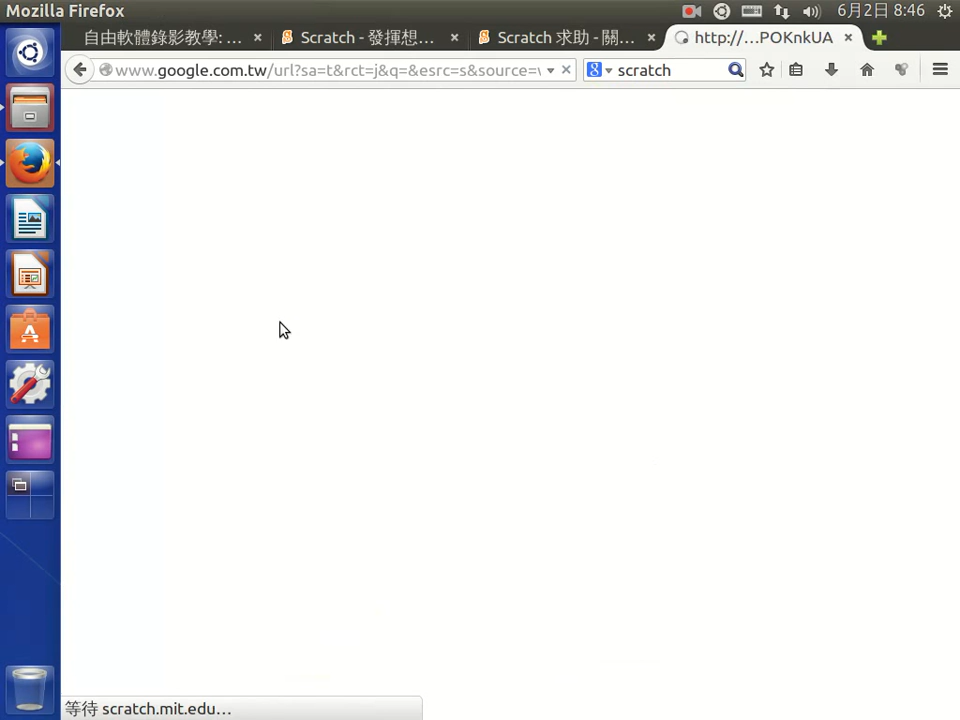 Mozilla Firefox
6月2日 8:46
自由軟體錄影教學: ...
Scratch - 發揮想...
Scratch 求助 - 關...
http://...POKnkUA
www.google.com.tw/url?sa=t&rct=j&q=&esrc=s&source=
scratch
等待 scratch.mit.edu...